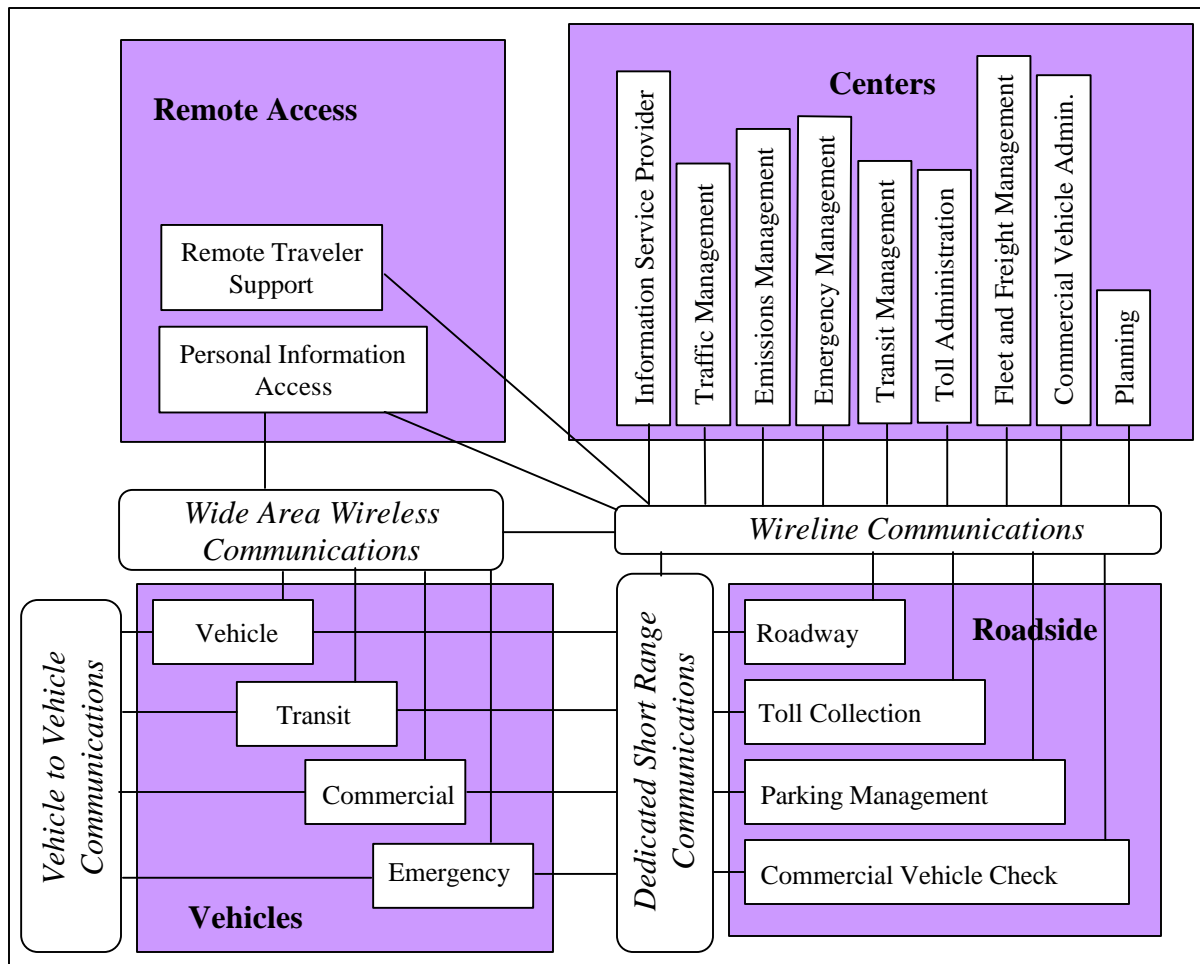 Remote Access
Remote Traveler
Support
Personal Information
Access
Centers
Information Service Provider
Traffic Management
Emissions Management
Emergency Management
Transit Management
Toll Administration
Fleet and Freight Management
Commercial Vehicle Admin.
Planning
Wide Area Wireless
Communications
Wireline Communications
Vehicle to Vehicle
Communications
Vehicle
Transit
Commercial
Emergency
Vehicles
Dedicated Short Range
Communications
Roadside
Roadway
Toll Collection
Parking Management
Commercial Vehicle Check